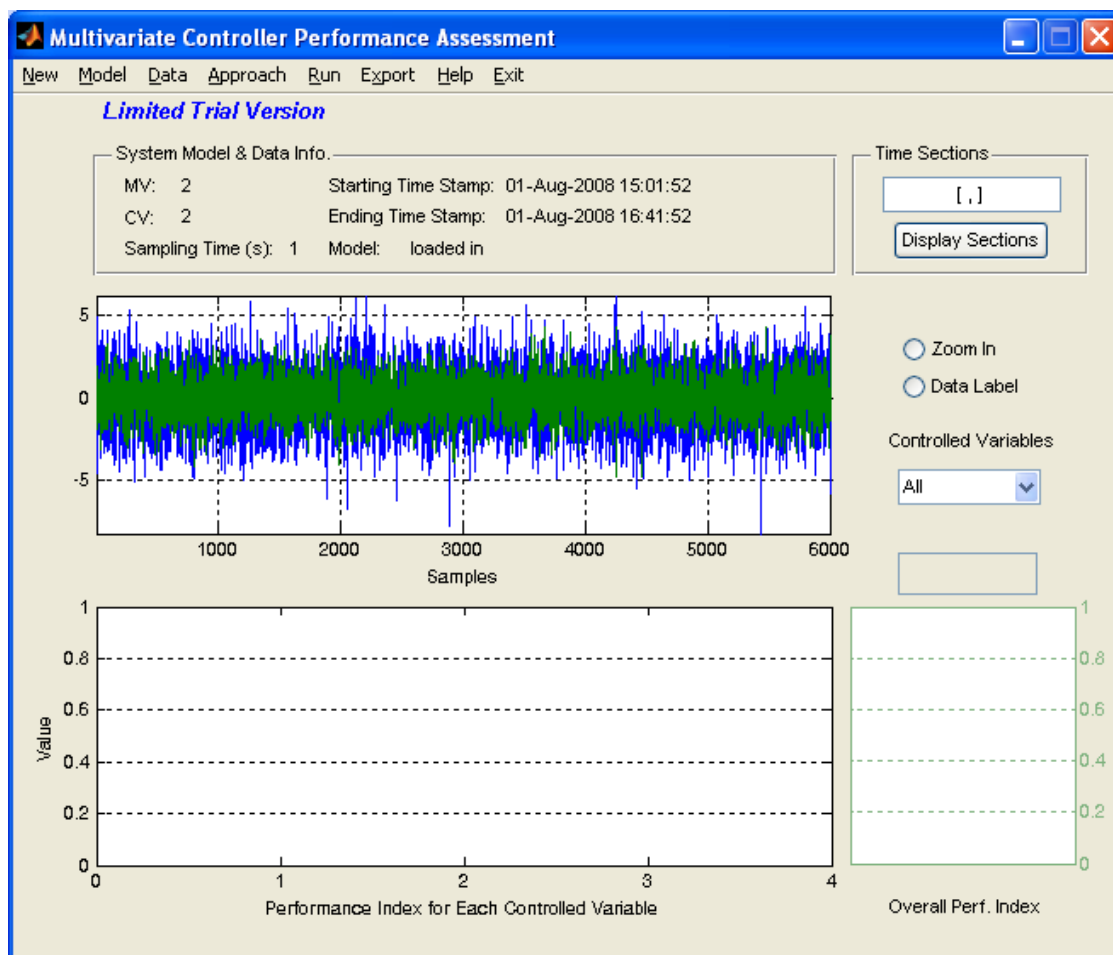 Multivariate Controller Performance Assessment
New Model Data Approach Run Export Help Exit
Limited Trial Version
System Model & Data Info.
MV: 2 Starting Time Stamp: 01-Aug-2008 15:01:52
CV: 2 Ending Time Stamp: 01-Aug-2008 16:41:52
Sampling Time (s): 1 Model: loaded in
Time Sections
[ , ]
Display Sections
5
0
-5
1000 2000 3000 4000 5000 6000
Samples
Zoom In
Data Label
Controlled Variables
All
1
0.8
0.6
0.4
0.2
0
Value
0 1 2 3 4
Performance Index for Each Controlled Variable
1
0.8
0.6
0.4
0.2
0
Overall Perf. Index